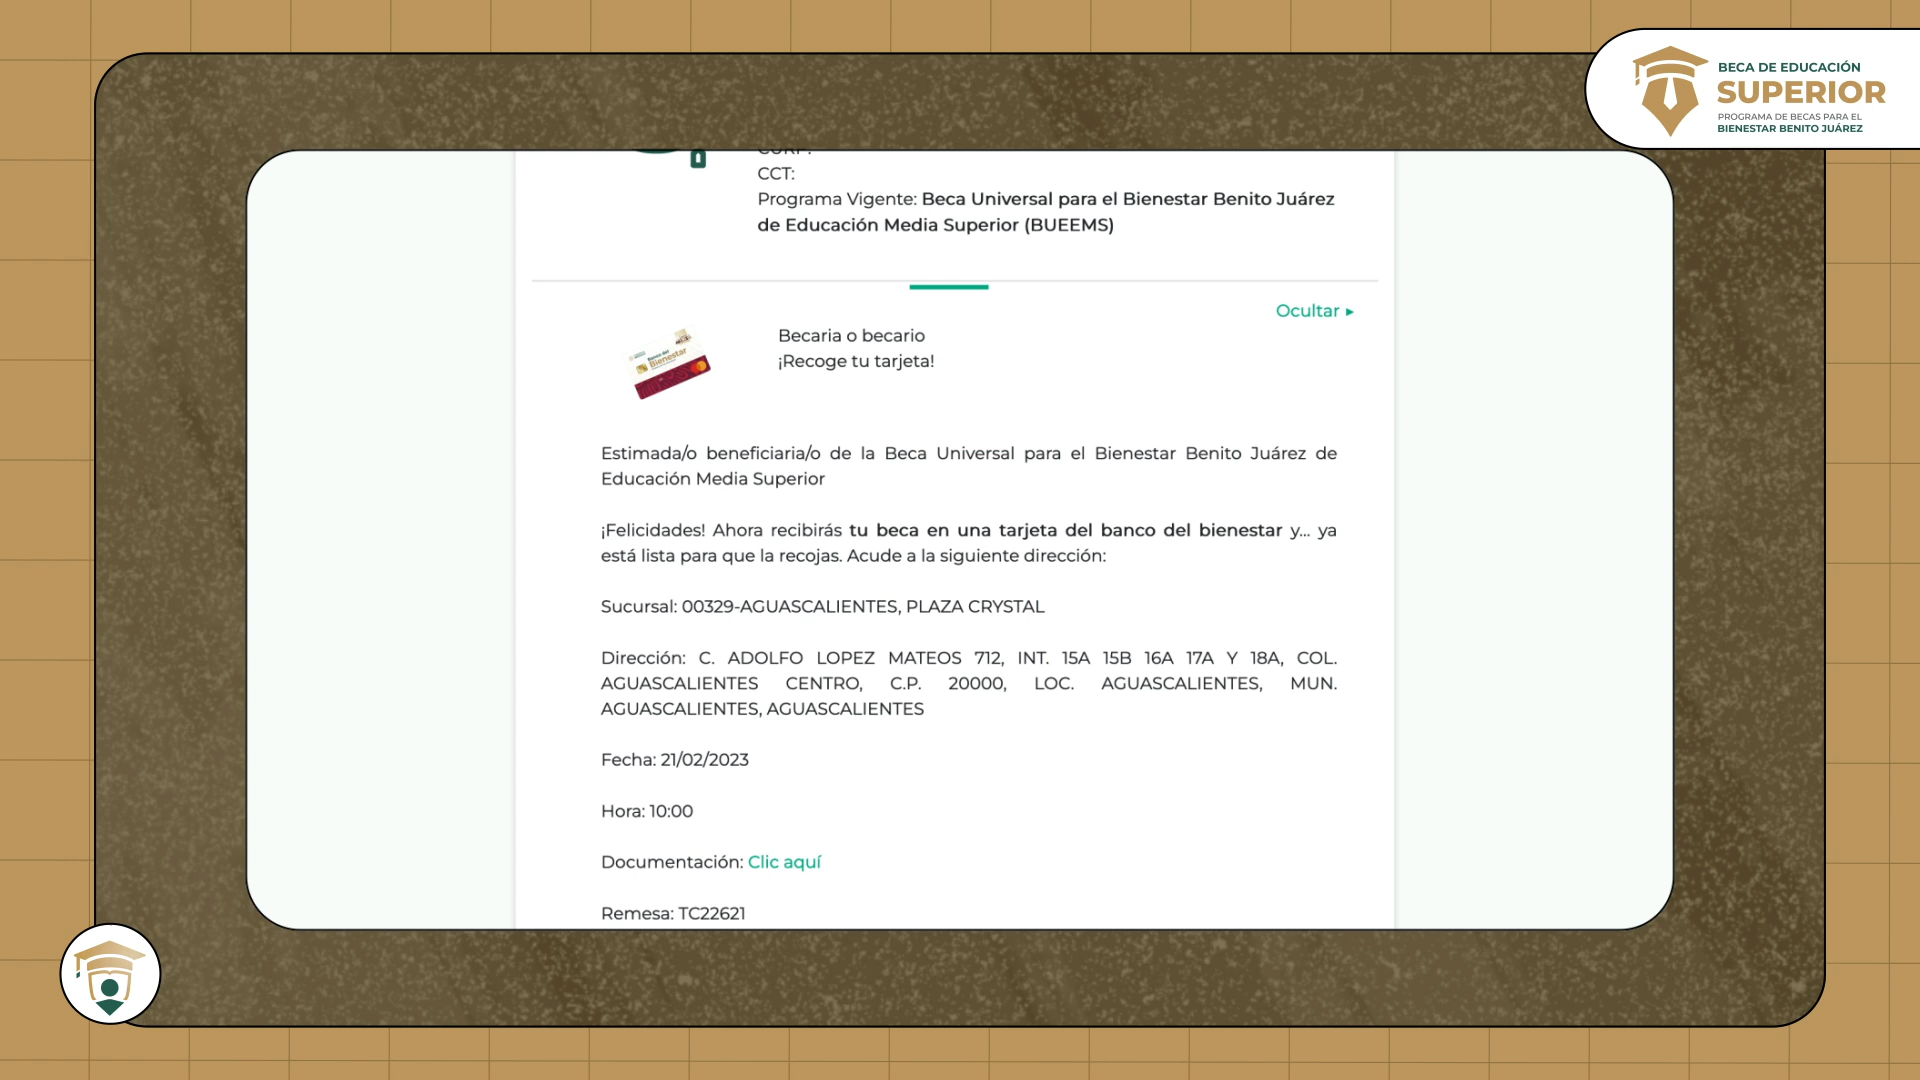 BECA DE EDUCACIÓN
SUPERIOR
PROGRAMA DE BECAS PARA EL
BIENESTAR BENITO JUÁREZ
CCT:
Programa Vigente: Beca Universal para el Bienestar Benito Juárez
de Educación Media Superior (BUEEMS)
Ocultar ▸
Becaria o becario
¡Recoge tu tarjeta!
Bienestar
Estimada/o beneficiaria/o de la Beca Universal para el Bienestar Benito Juárez de
Educación Media Superior
¡Felicidades! Ahora recibirás tu beca en una tarjeta del banco del bienestar y... ya
está lista para que la recojas. Acude a la siguiente dirección:
Sucursal: 00329-AGUASCALIENTES, PLAZA CRYSTAL
Dirección: C. ADOLFO LOPEZ MATEOS 712, INT. 15A 15B 16A 17A Y 18A, COL.
AGUASCALIENTES CENTRO, C.P. 20000, LOC. AGUASCALIENTES, MUN.
AGUASCALIENTES, AGUASCALIENTES
Fecha: 21/02/2023
Hora: 10:00
Documentación: Clic aquí
Remesa: TC22621